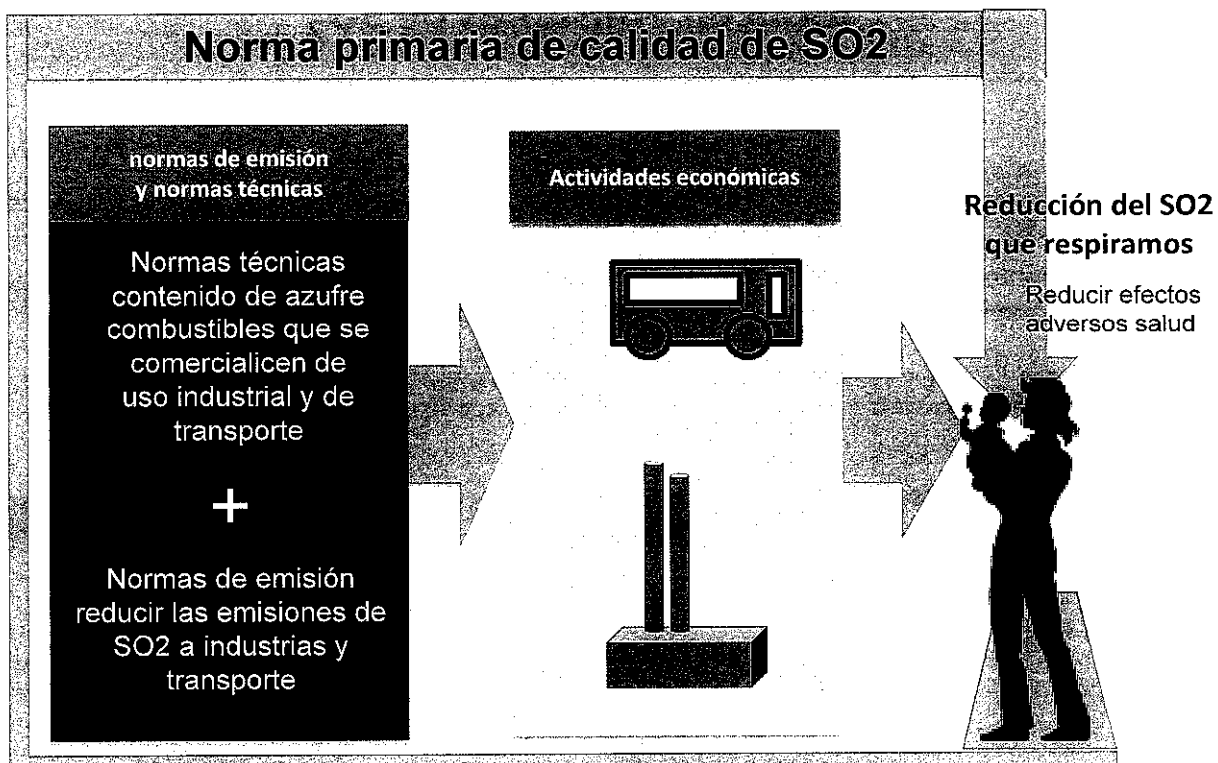 Norma primaria de calidad de SO2
normas de emisión
y normas técnicas
Normas técnicas
contenido de azufre
combustibles que se
comercialicen de
uso industrial y de
transporte
+
Normas de emisión
reducir las emisiones de
SO2 a industrias y
transporte
Actividades económicas
Reducción del SO2
que respiramos
Reducir efectos
adversos salud